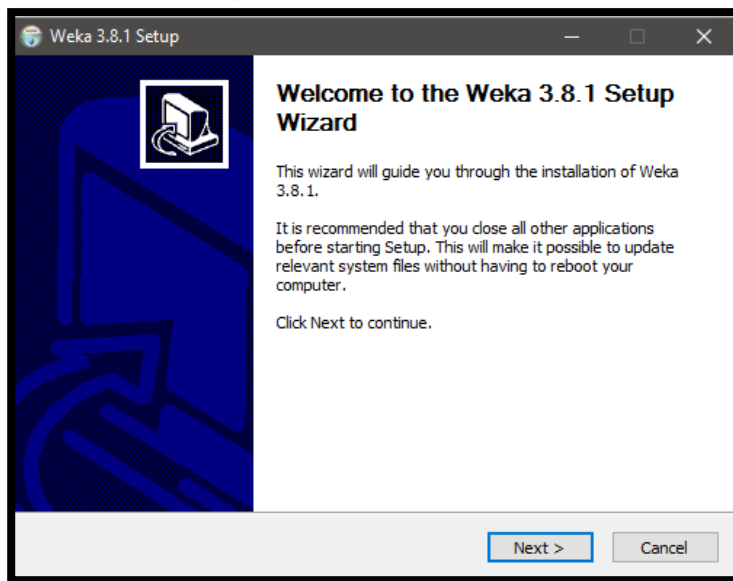 Weka 3.8.1 Setup
Welcome to the Weka 3.8.1 Setup
Wizard
This wizard will guide you through the installation of Weka
3.8.1.
It is recommended that you close all other applications
before starting Setup. This will make it possible to update
relevant system files without having to reboot your
computer.
Click Next to continue.
Next >
Cancel